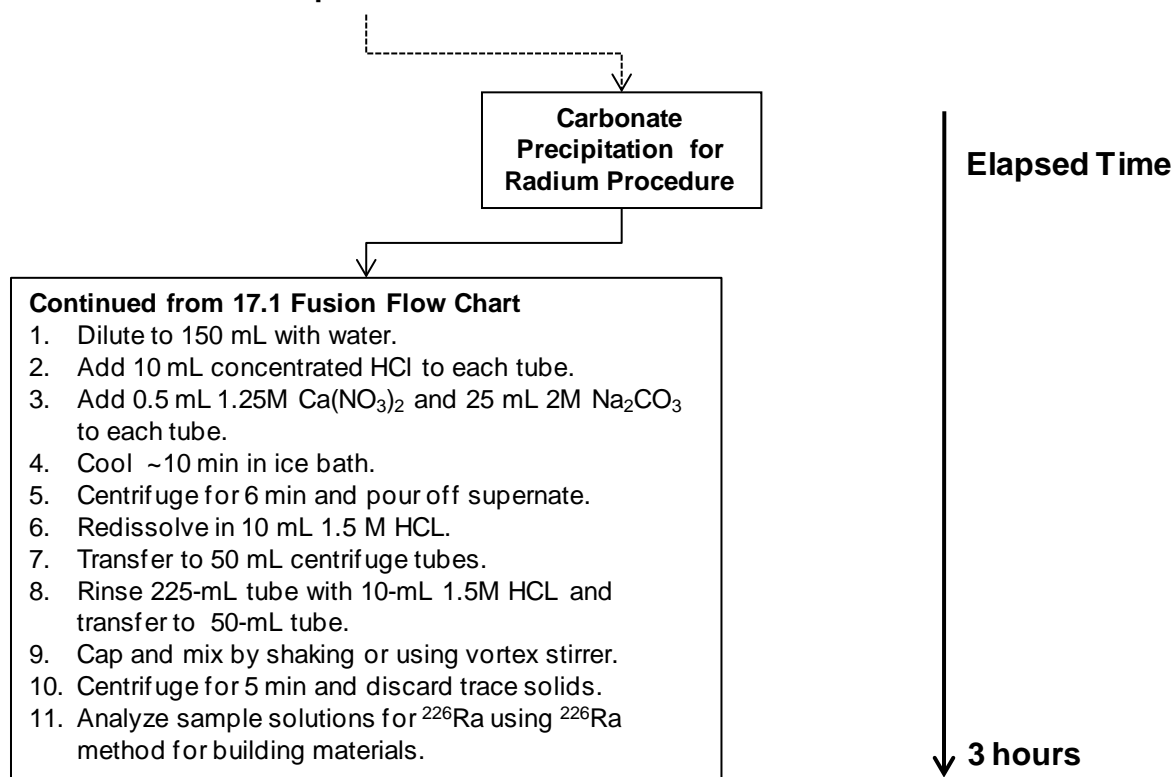 Carbonate
Precipitation for
Radium Procedure
Elapsed Time
Continued from 17.1 Fusion Flow Chart
1. Dilute to 150 mL with water.
2. Add 10 mL concentrated HCl to each tube.
3. Add 0.5 mL 1.25M Ca(NO₃)₂ and 25 mL 2M Na₂CO₃
to each tube.
4. Cool ~10 min in ice bath.
5. Centrifuge for 6 min and pour off supernate.
6. Redissolve in 10 mL 1.5 M HCL.
7. Transfer to 50 mL centrifuge tubes.
8. Rinse 225-mL tube with 10-mL 1.5M HCL and
transfer to 50-mL tube.
9. Cap and mix by shaking or using vortex stirrer.
10. Centrifuge for 5 min and discard trace solids.
11. Analyze sample solutions for ²²⁶Ra using ²²⁶Ra
method for building materials.
3 hours